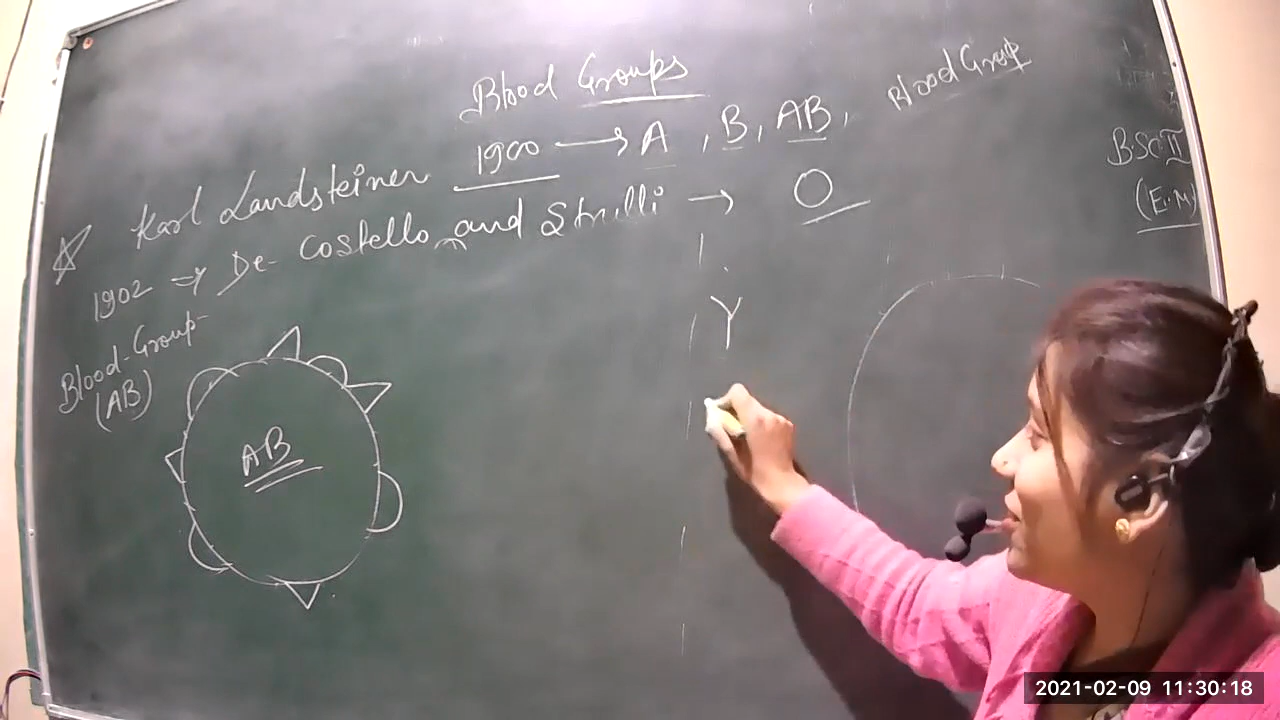 Blood Groups
Karl Landsteiner 1900 → A, B, AB, Blood Group
1902 ⇒ De-Costello and Strulli → O
Blood-Group-
(AB)
AB
Y
B.Sc II
(E.M)
2021-02-09 11:30:18